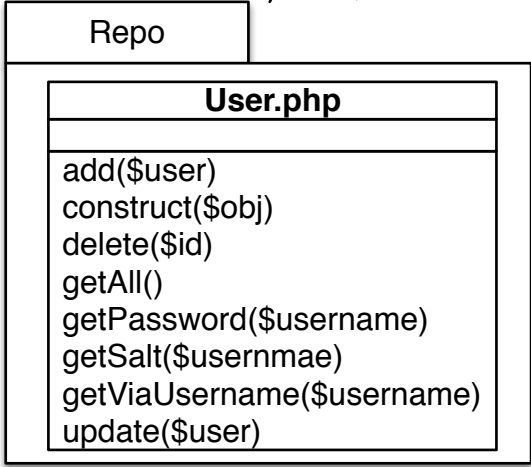 Repo
User.php
add($user)
construct($obj)
delete($id)
getAll()
getPassword($username)
getSalt($usernmae)
getViaUsername($username)
update($user)